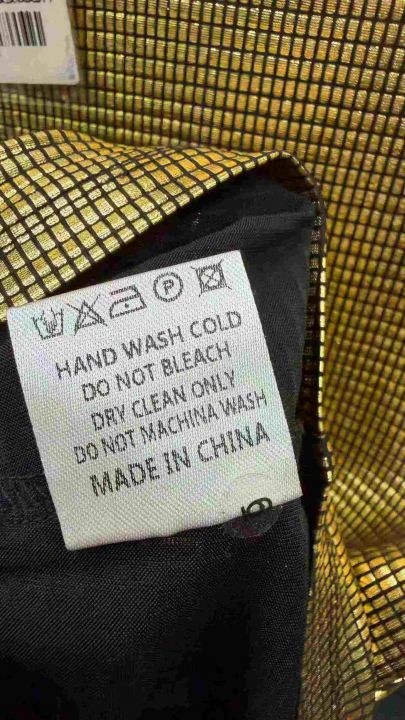 P
HAND WASH COLD
DO NOT BLEACH
DRY CLEAN ONLY
DO NOT MACHINA WASH
MADE IN CHINA